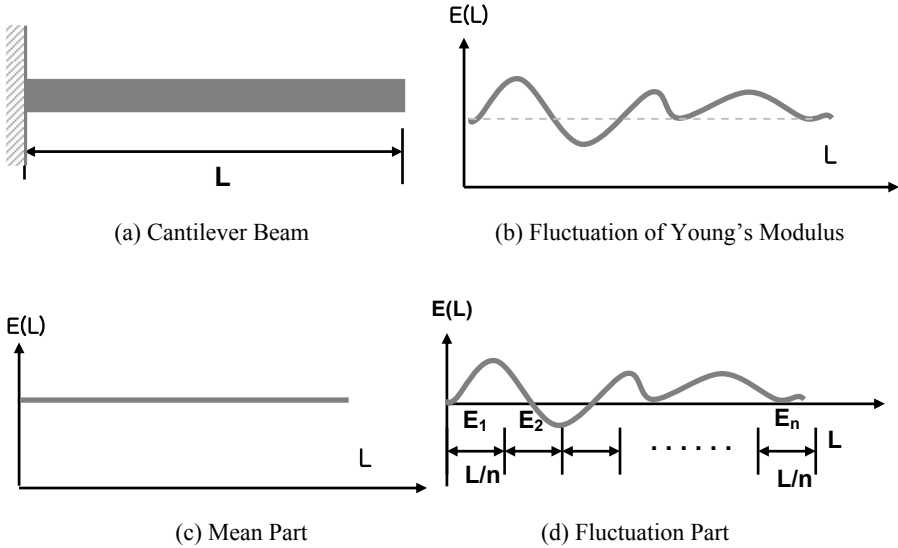 E(L)
L
L
(a) Cantilever Beam
(b) Fluctuation of Young’s Modulus
E(L)
L
(c) Mean Part
E(L)
E1 E2 En
L
L/n ...... L/n
(d) Fluctuation Part